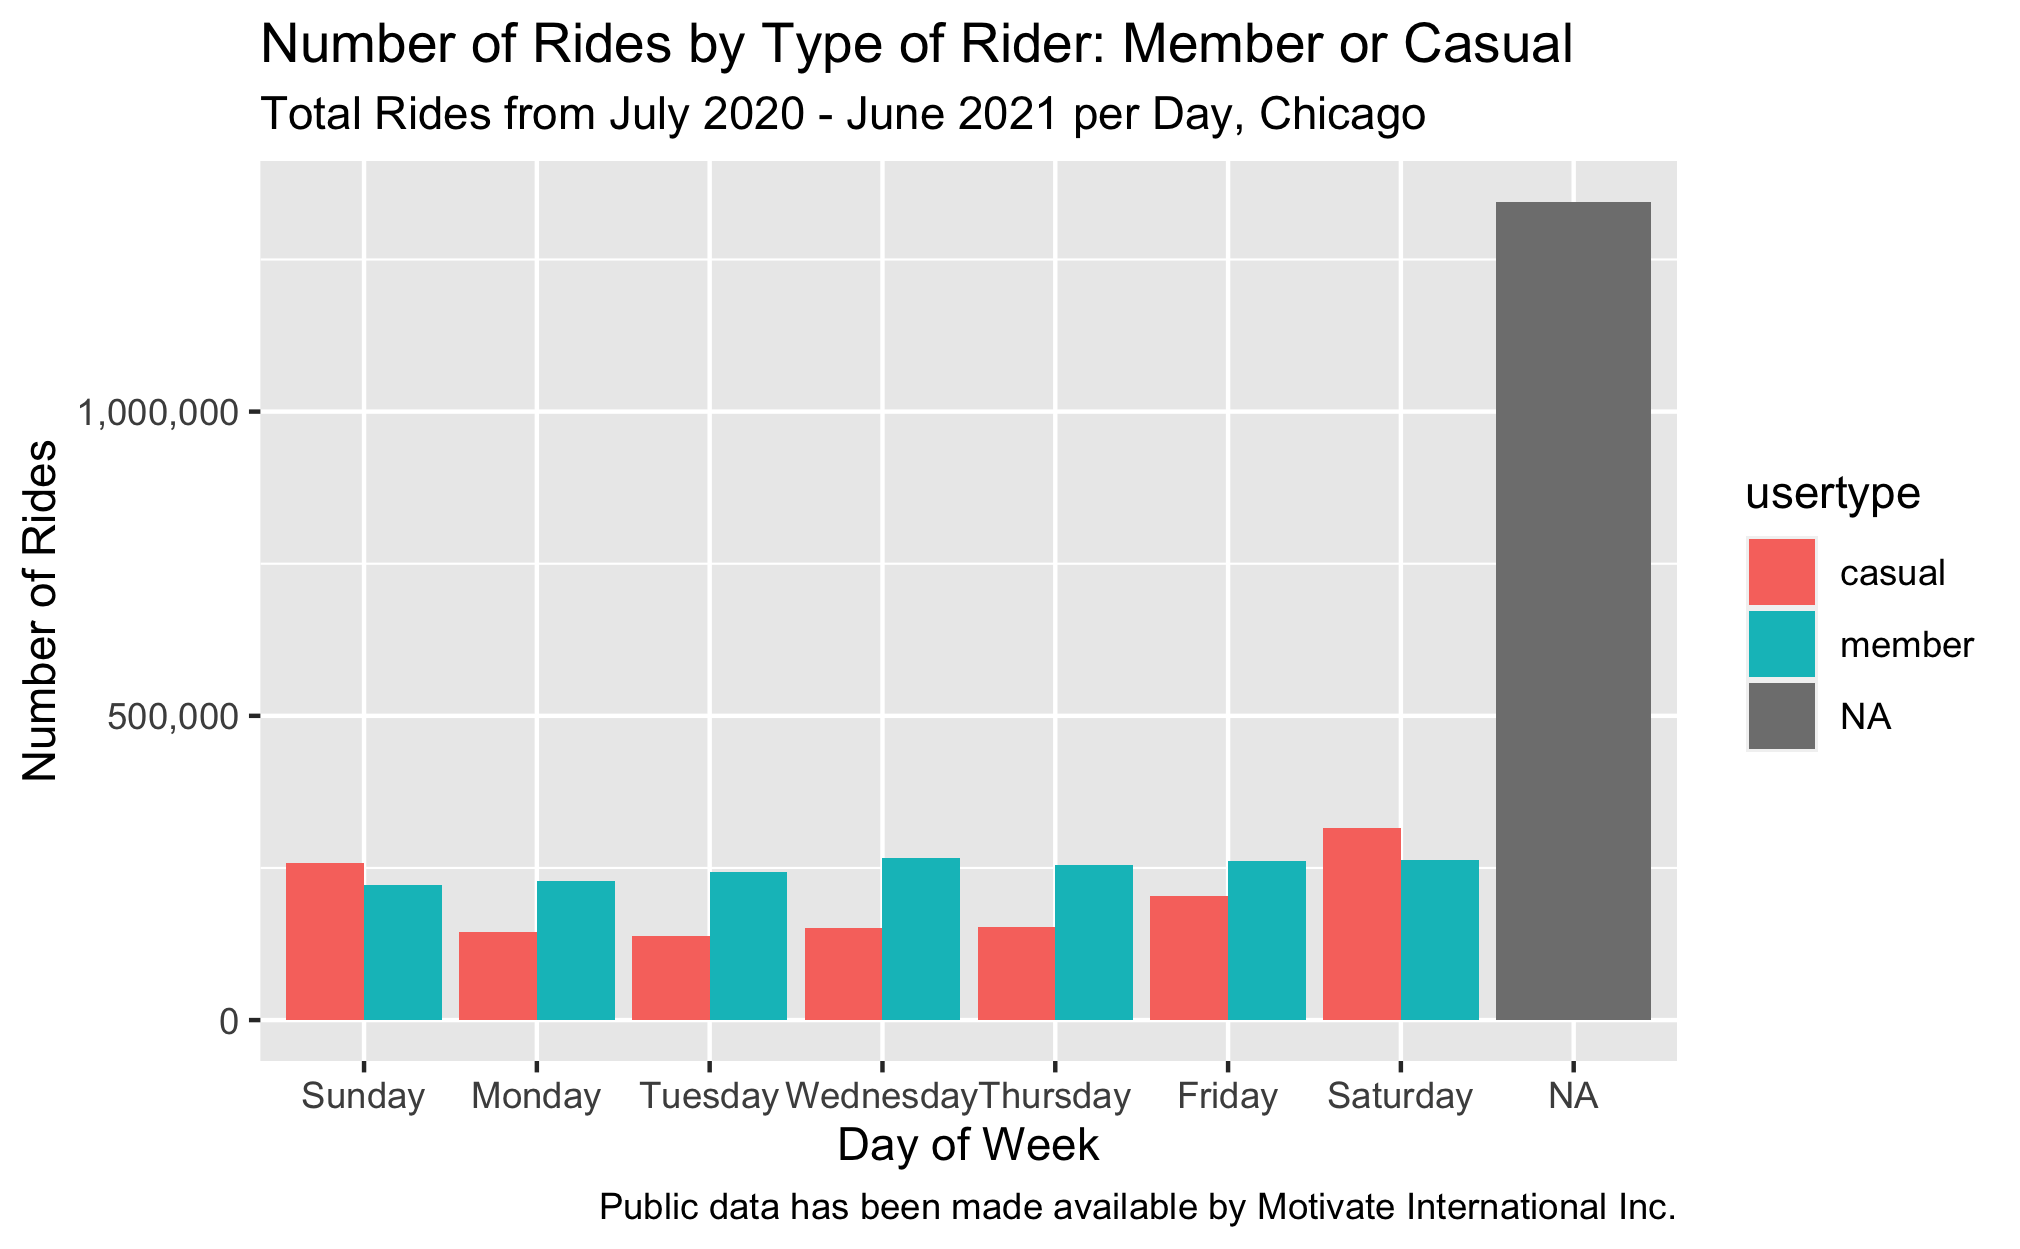 Number of Rides by Type of Rider: Member or Casual
Total Rides from July 2020 - June 2021 per Day, Chicago
Number of Rides
1,000,000
500,000
0
Sunday Monday Tuesday Wednesday Thursday Friday Saturday NA
Day of Week
usertype
casual
member
NA
Public data has been made available by Motivate International Inc.